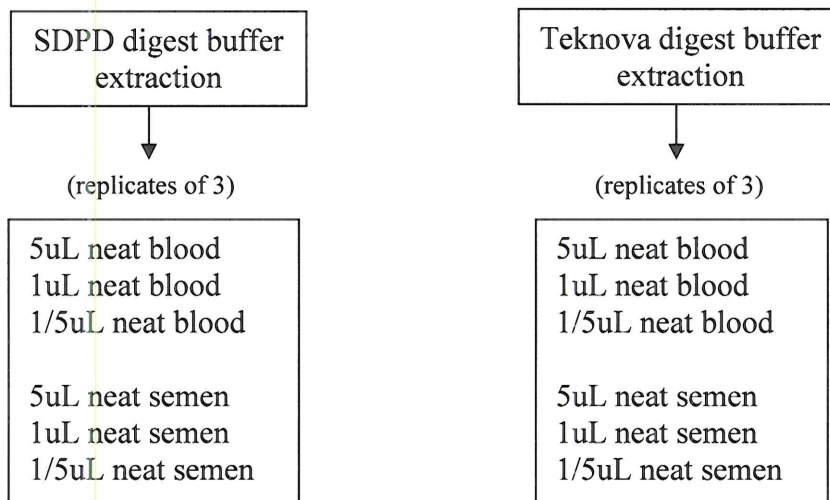 SDPD digest buffer
extraction
(replicates of 3)
5uL neat blood
1uL neat blood
1/5uL neat blood
5uL neat semen
1uL neat semen
1/5uL neat semen
Teknova digest buffer
extraction
(replicates of 3)
5uL neat blood
1uL neat blood
1/5uL neat blood
5uL neat semen
1uL neat semen
1/5uL neat semen